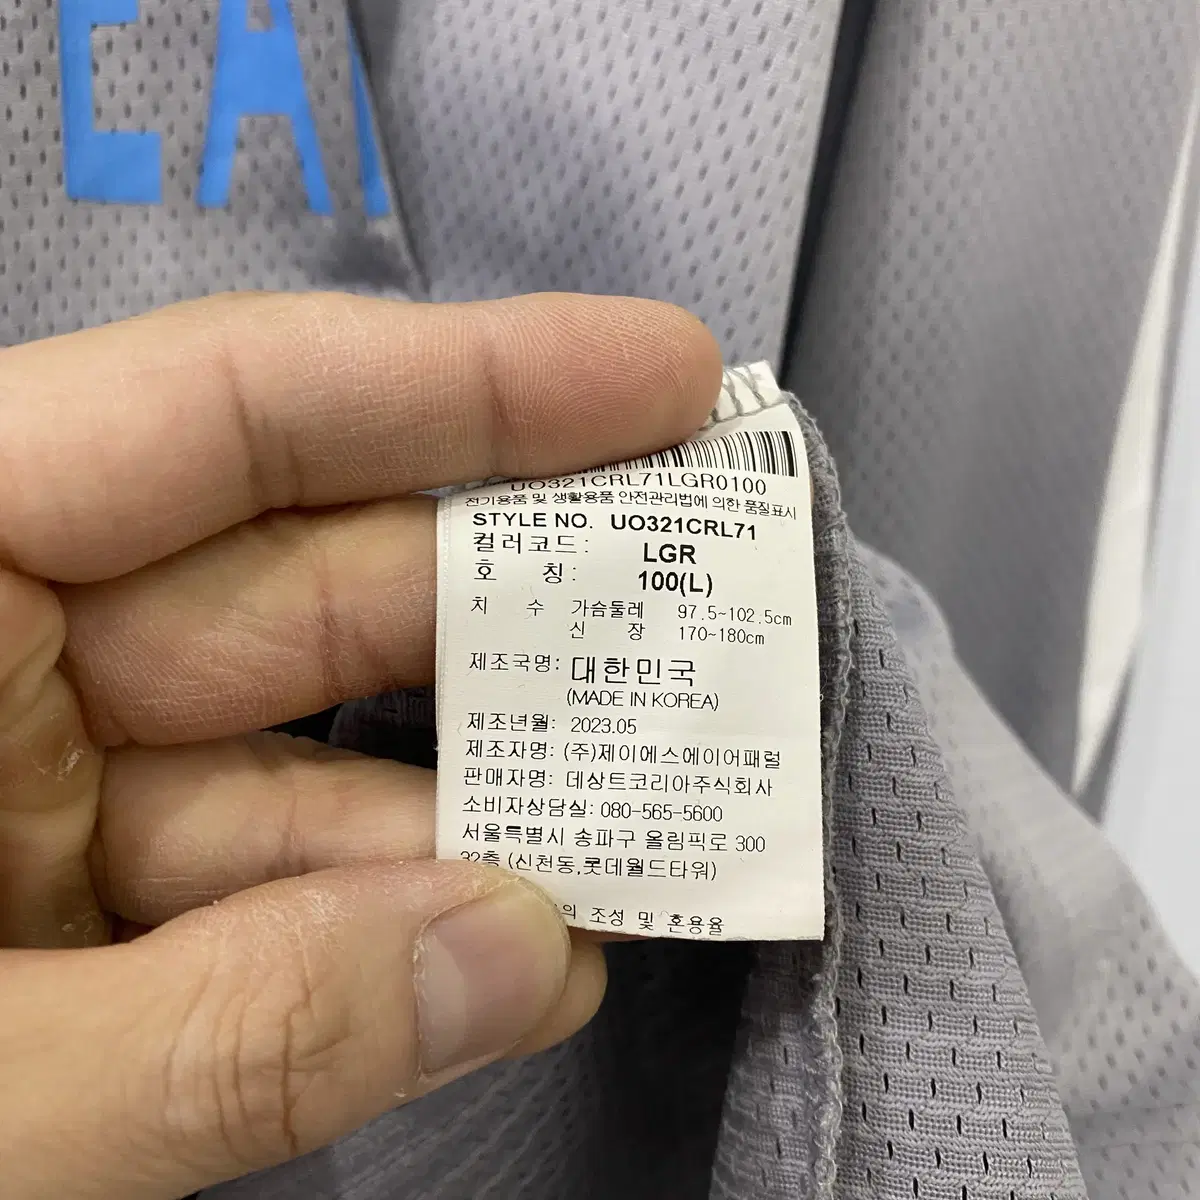 EA
UO321CRL71LGR0100
전기용품 및 생활용품 안전관리법에 의한 품질표시
STYLE NO. UO321CRL71
컬러코드: LGR
호 칭: 100(L)
치 수 가슴둘레 97.5~102.5cm
신 장 170~180cm
제조국명: 대한민국
(MADE IN KOREA)
제조년월: 2023.05
제조자명: (주)제이에스에이어패럴
판매자명: 데상트코리아주식회사
소비자상담실: 080-565-5600
서울특별시 송파구 올림픽로 300
32층 (신천동,롯데월드타워)
의 조성 및 혼용율